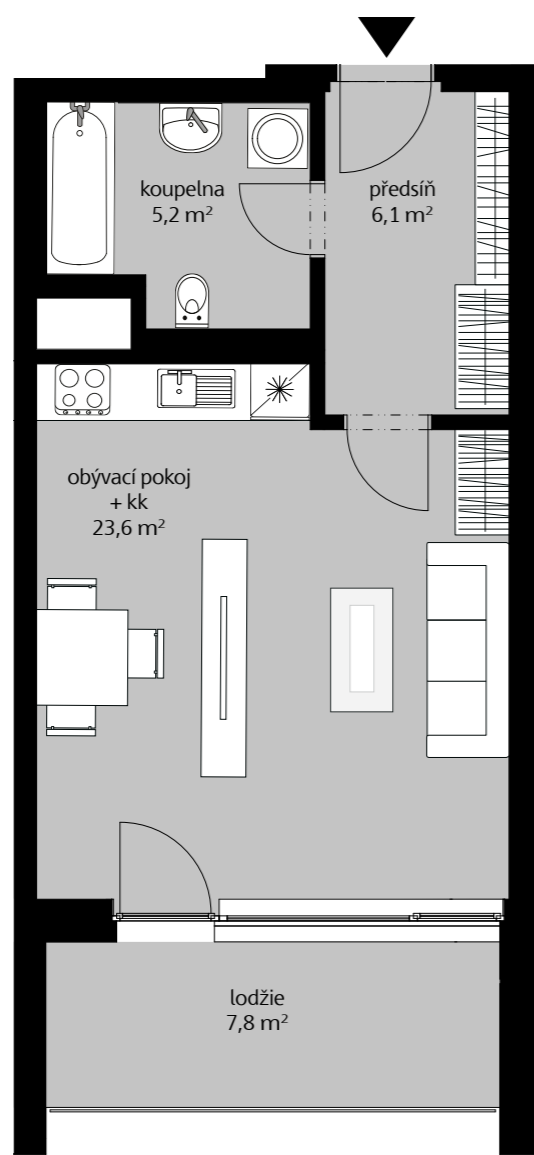 koupelna
5,2 m²
předsíň
6,1 m²
obývací pokoj
+ kk
23,6 m²
lodžie
7,8 m²